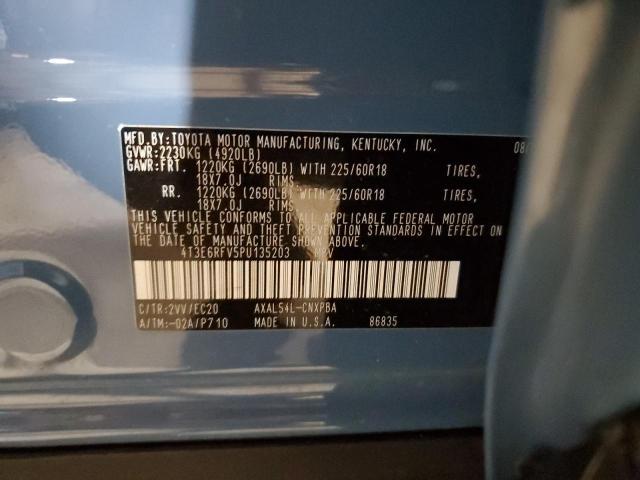 MFD.BY:TOYOTA MOTOR MANUFACTURING, KENTUCKY, INC. 08/
GVWR:2230KG (4920LB)
GAWR:FRT. 1220KG (2690LB) WITH 225/60R18 TIRES,
18X7.0J RIMS
RR. 1220KG (2690LB) WITH 225/60R18 TIRES,
18X7.0J RIMS
THIS VEHICLE CONFORMS TO ALL APPLICABLE FEDERAL MOTOR
VEHICLE SAFETY AND THEFT PREVENTION STANDARDS IN EFFECT
ON THE DATE OF MANUFACTURE SHOWN ABOVE.
4T3E6RFV5PU135203
C/TR:2VV/EC20 AXAL54L-CNXPBA
A/TM:-02A/P710 MADE IN U.S.A. 86835